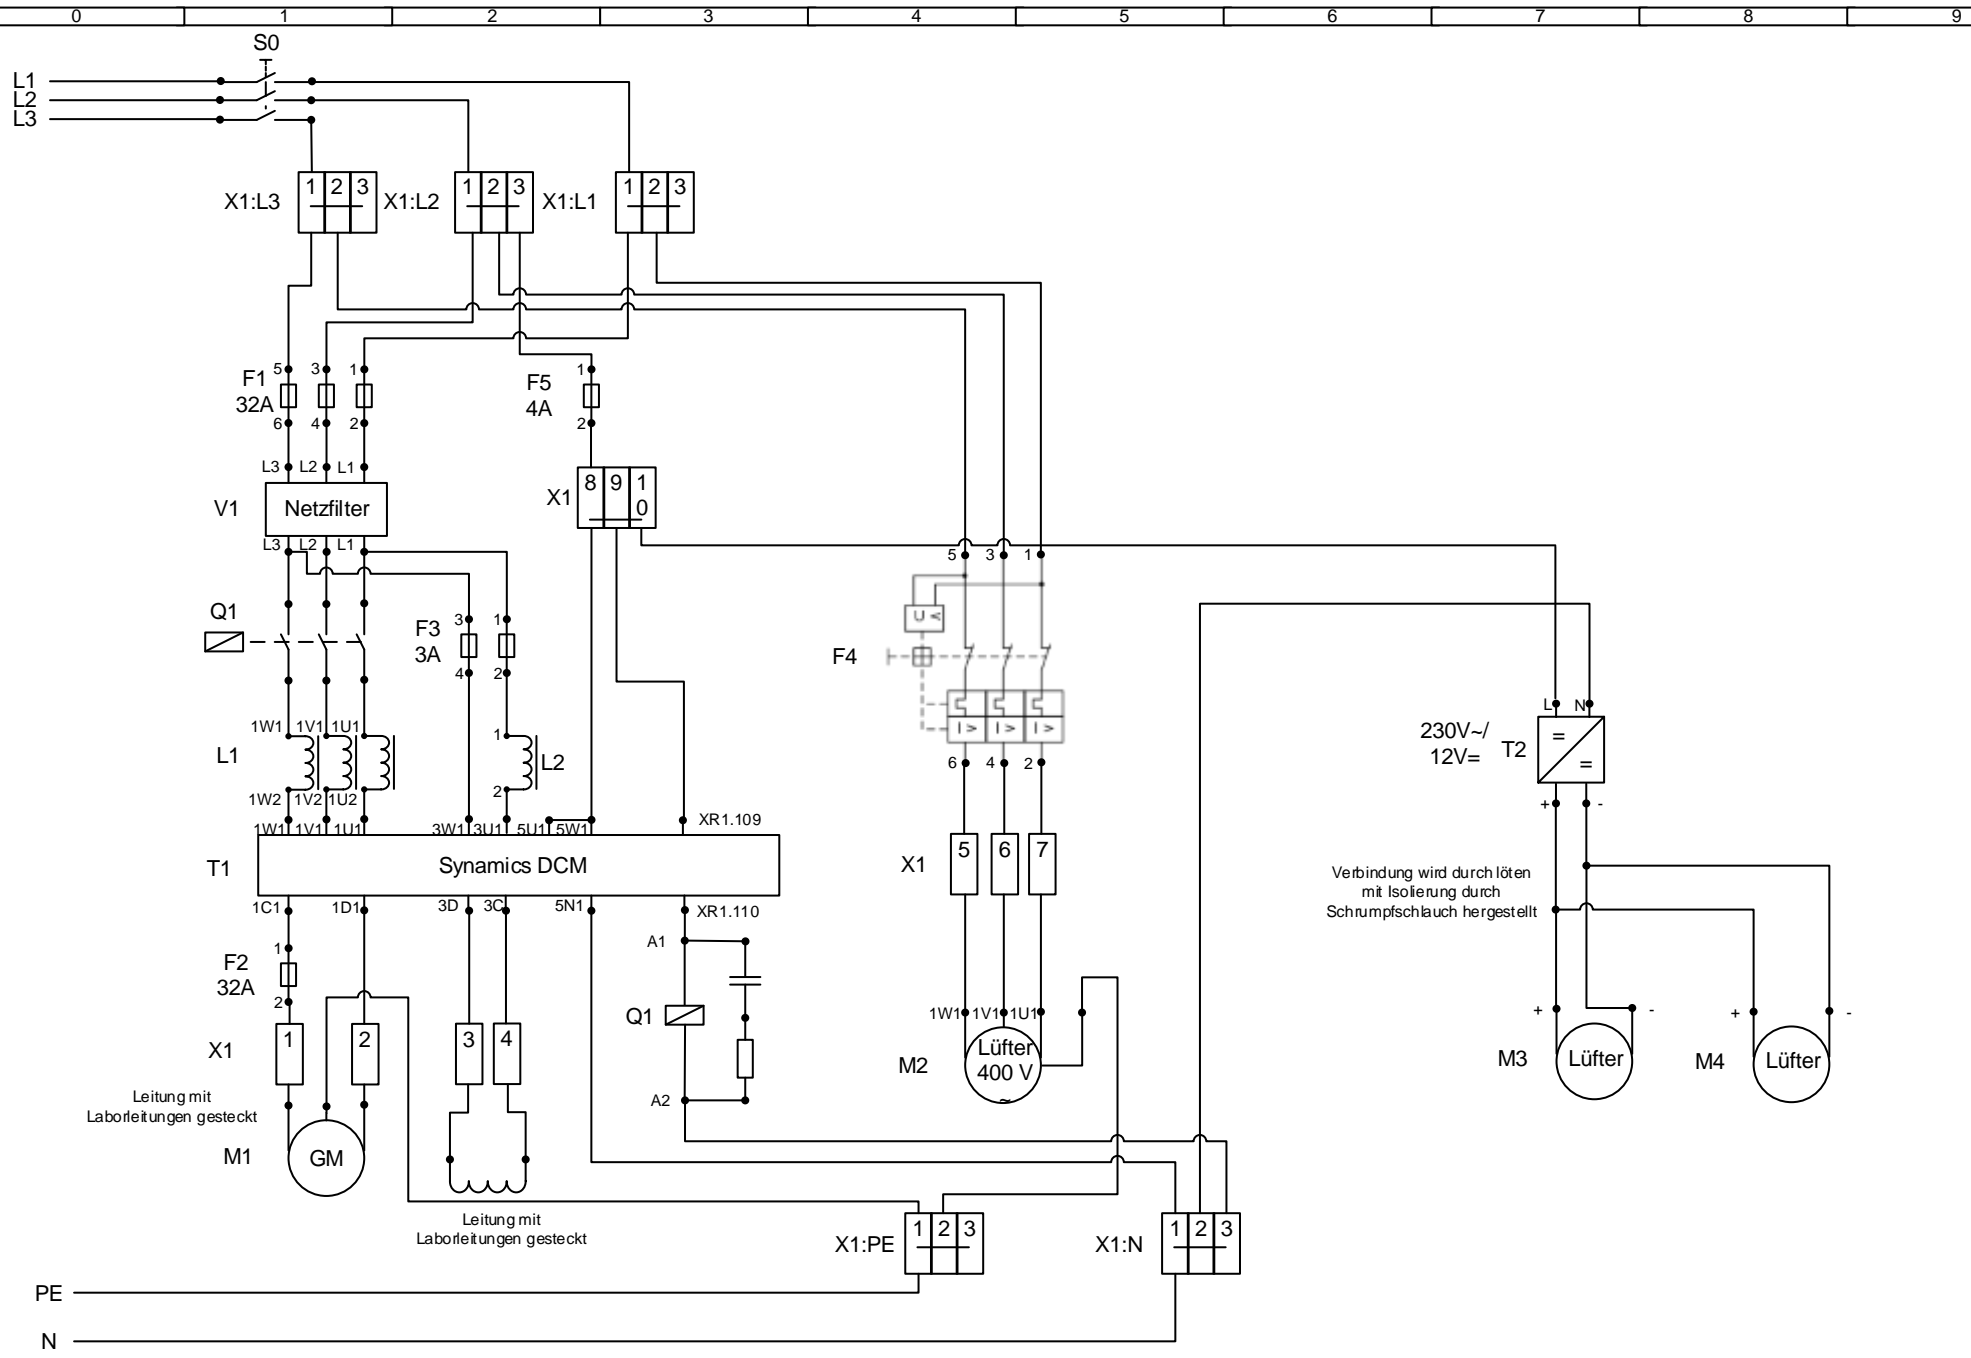 0 1 2 3 4 5 6 7 8 9
S0
L1
L2
L3
X1:L3 1 2 3 X1:L2 1 2 3 X1:L1 1 2 3
5 3 1 1
F1 F5
32A 4A
6 4 2 2
L3 L2 L1
V1 Netzfilter X1 8 9 1
0
L3 L2 L1 5 3 1
U <
Q1 3 1
F3
3A F4
4 2
L N
230V~/
12V= T2 = =
I > I > I >
1W1 1V1 1U1 1
L1 L2 6 4 2
1W2 1V2 1U2 2
+ -
1W1 1V1 1U1 3W1 3U1 5U1 5W1 XR1.109
T1 Synamics DCM X1 5 6 7
Verbindung wird durch löten
mit Isolierung durch
Schrumpfschlauch hergestellt
1C1 1D1 3D 3C 5N1 XR1.110
1 A1
F2
32A
2
Q1 1W1 1V1 1U1 + - + -
X1 1 2 3 4 M2 Lüfter
400 V
~
M3 Lüfter M4 Lüfter
Leitung mit
Laborleitungen gesteckt
A2
M1 GM
Leitung mit
Laborleitungen gesteckt
X1:PE 1 2 3 X1:N 1 2 3
PE
N